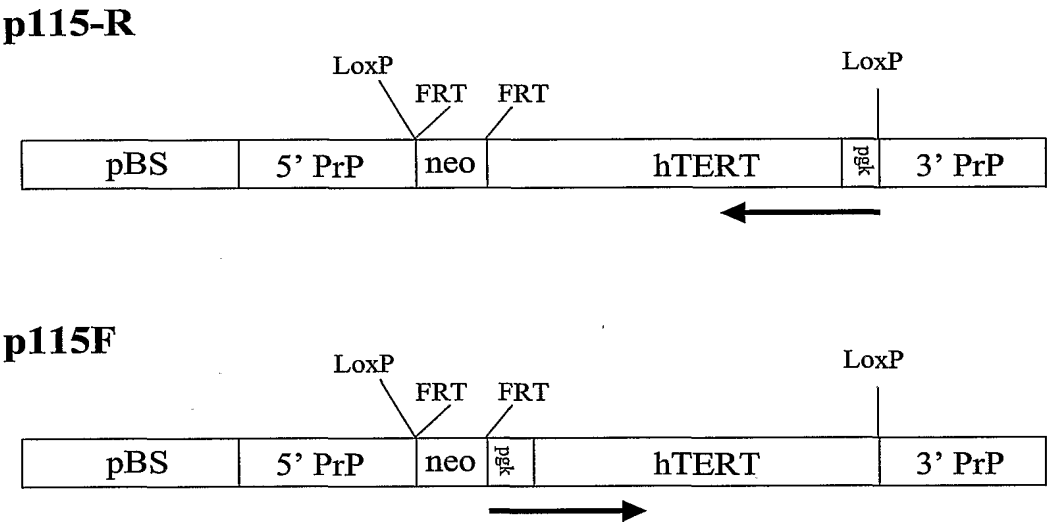 p115-R
LoxP
LoxP
FRT FRT
pBS 5' PrP neo hTERT pgk 3' PrP
p115F
LoxP
LoxP
FRT FRT
pBS 5' PrP neo pgk hTERT 3' PrP